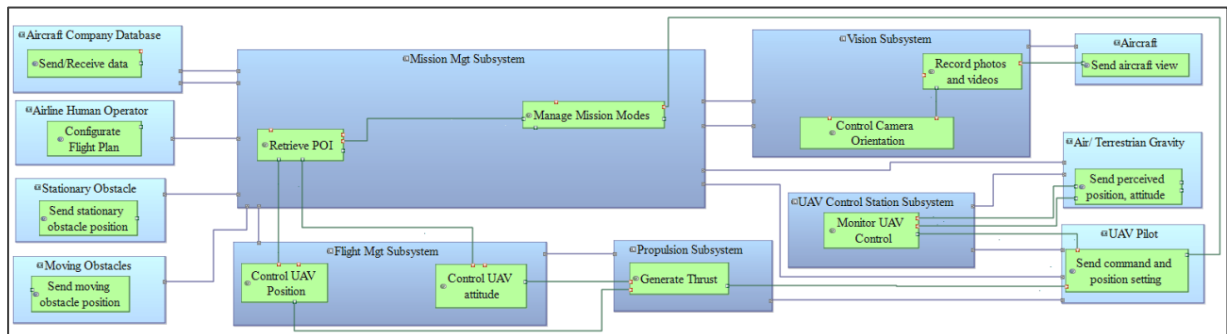 Aircraft Company Database
Send/Receive data
Airline Human Operator
Configurate
Flight Plan
Stationary Obstacle
Send stationary
obstacle position
Moving Obstacles
Send moving
obstacle position
Mission Mgt Subsystem
Manage Mission Modes
Retrieve POI
Flight Mgt Subsystem
Control UAV
Position
Control UAV
attitude
Propulsion Subsystem
Generate Thrust
Vision Subsystem
Record photos
and videos
Control Camera
Orientation
UAV Control Station Subsystem
Monitor UAV
Control
Aircraft
Send aircraft view
Air/ Terrestrian Gravity
Send perceived
position, attitude
UAV Pilot
Send command and
position setting